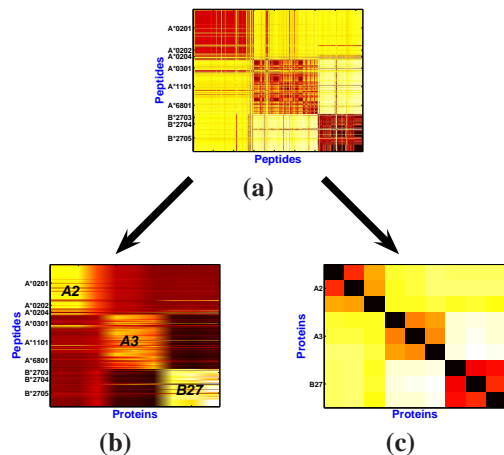 A*0201
A*0202
A*0204
A*0301
A*1101
A*6801
B*2703
B*2704
B*2705
Peptides
Peptides
(a)
A*0201
A*0202
A*0204
A*0301
A*1101
A*6801
B*2703
B*2704
B*2705
Peptides
A2
A3
B27
Proteins
(b)
A2
A3
B27
Proteins
(c)